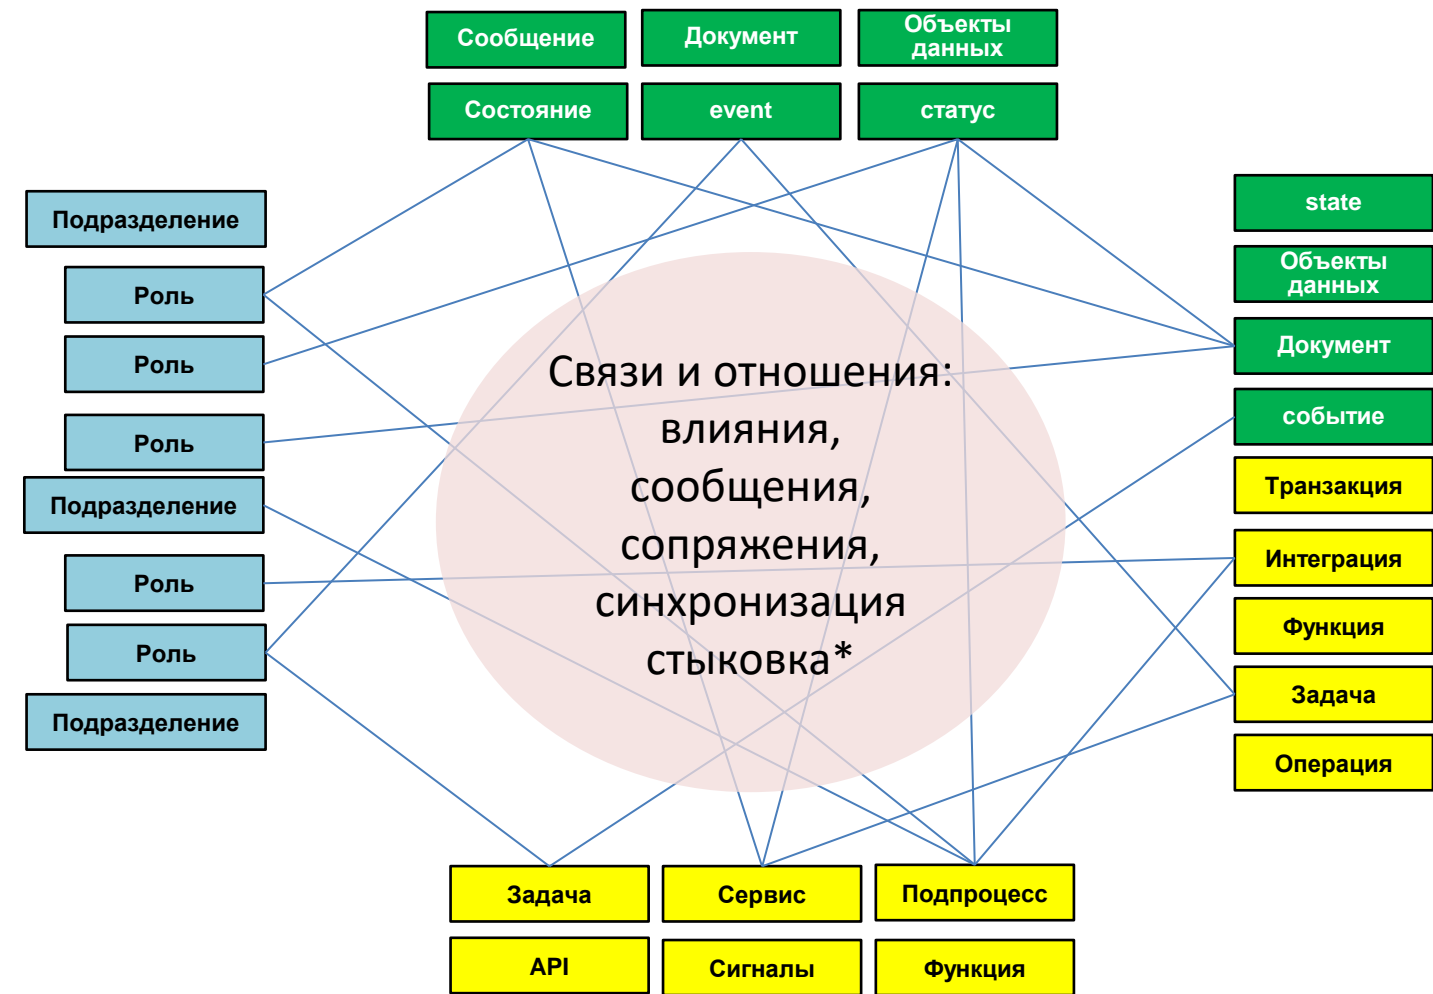 Сообщение
Документ
Объекты
данных
Состояние
event
статус
Подразделение
Роль
Роль
Роль
Подразделение
Роль
Роль
Подразделение
Связи и отношения:
влияния,
сообщения,
сопряжения,
синхронизация
стыковка*
state
Объекты
данных
Документ
событие
Транзакция
Интеграция
Функция
Задача
Операция
Задача
Сервис
Подпроцесс
API
Сигналы
Функция